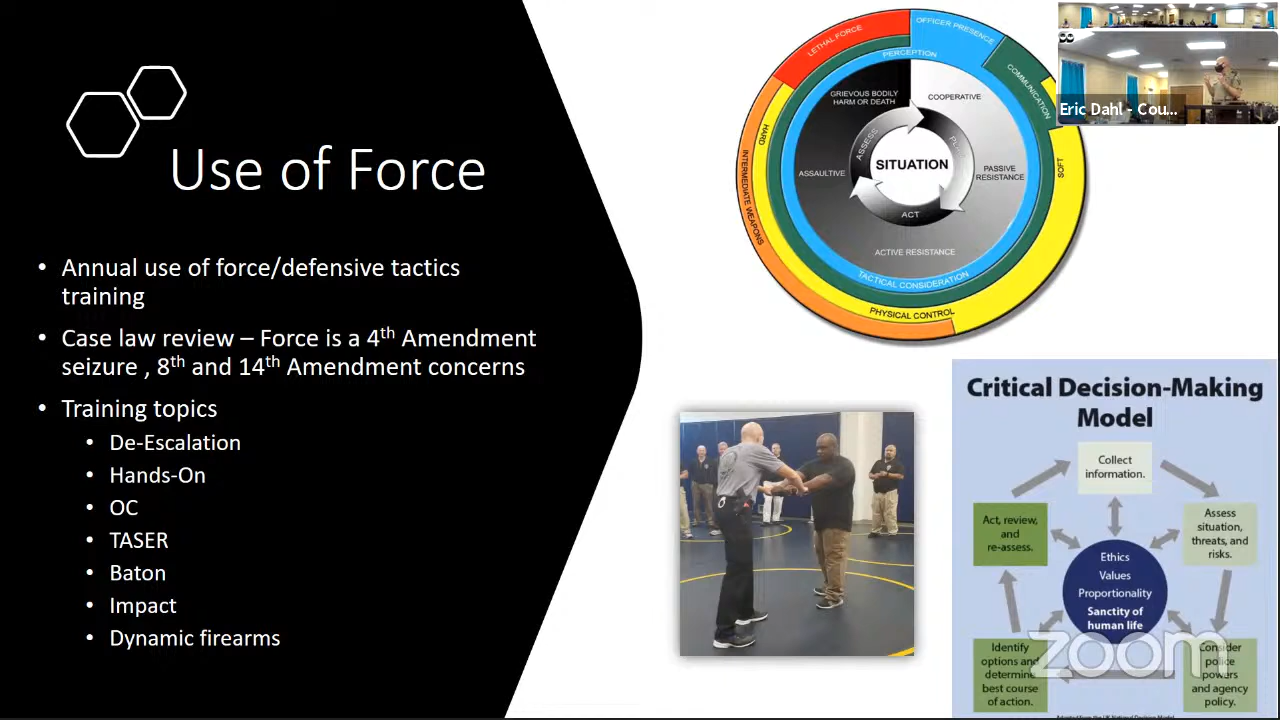 Use of Force
• Annual use of force/defensive tactics
training
• Case law review – Force is a 4th Amendment
seizure , 8th and 14th Amendment concerns
• Training topics
• De-Escalation
• Hands-On
• OC
• TASER
• Baton
• Impact
• Dynamic firearms
LETHAL FORCE
OFFICER PRESENCE
COMMUNICATION
PERCEPTION
GRIEVOUS BODILY
HARM OR DEATH
COOPERATIVE
ASSESS
SITUATION
HARD
SOFT
INTERMEDIATE WEAPONS
ASSAULTIVE
PASSIVE
RESISTANCE
ACT
ACTIVE RESISTANCE
TACTICAL CONSIDERATION
PHYSICAL CONTROL
Eric Dahl - Cou...
Critical Decision-Making
Model
Collect
information.
Act, review,
and
re-assess.
Assess
situation,
threats, and
risks.
Ethics
Values
Proportionality
Sanctity of
human life
Identify
options and
determine
best course
of action.
Consider
police
powers
and agency
policy.
zoom